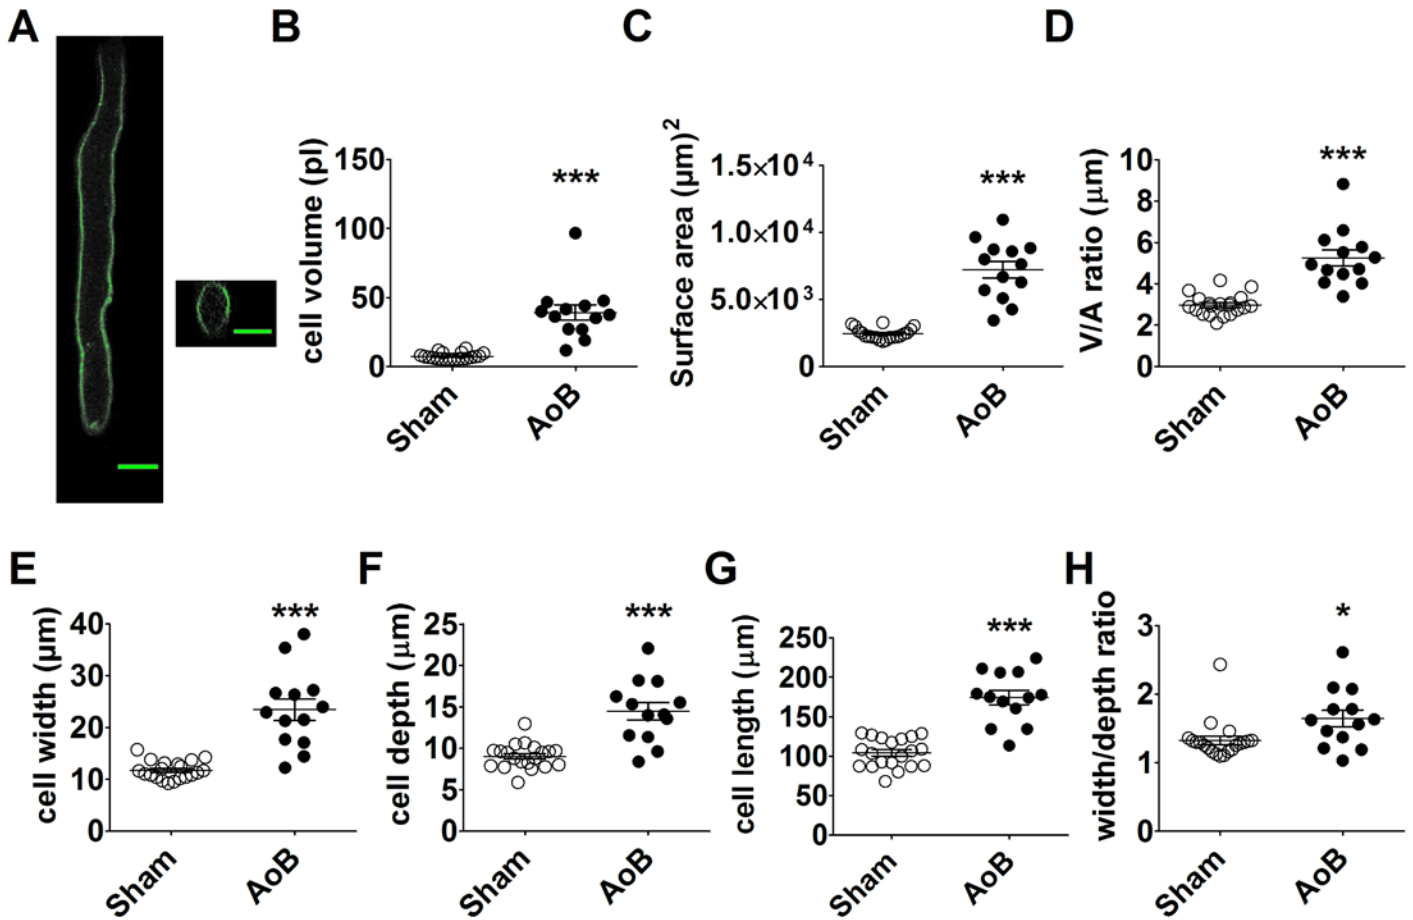 A
B
C
D
cell volume (pl)
150
100
50
0
***
Sham
AoB
Surface area (µm)²
1.5×10⁴
1.0×10⁴
5.0×10³
0
***
Sham
AoB
V/A ratio (µm)
10
8
6
4
2
0
***
Sham
AoB
E
F
G
H
cell width (µm)
40
30
20
10
0
***
Sham
AoB
cell depth (µm)
25
20
15
10
5
0
***
Sham
AoB
cell length (µm)
250
200
150
100
50
0
***
Sham
AoB
width/depth ratio
3
2
1
0
*
Sham
AoB